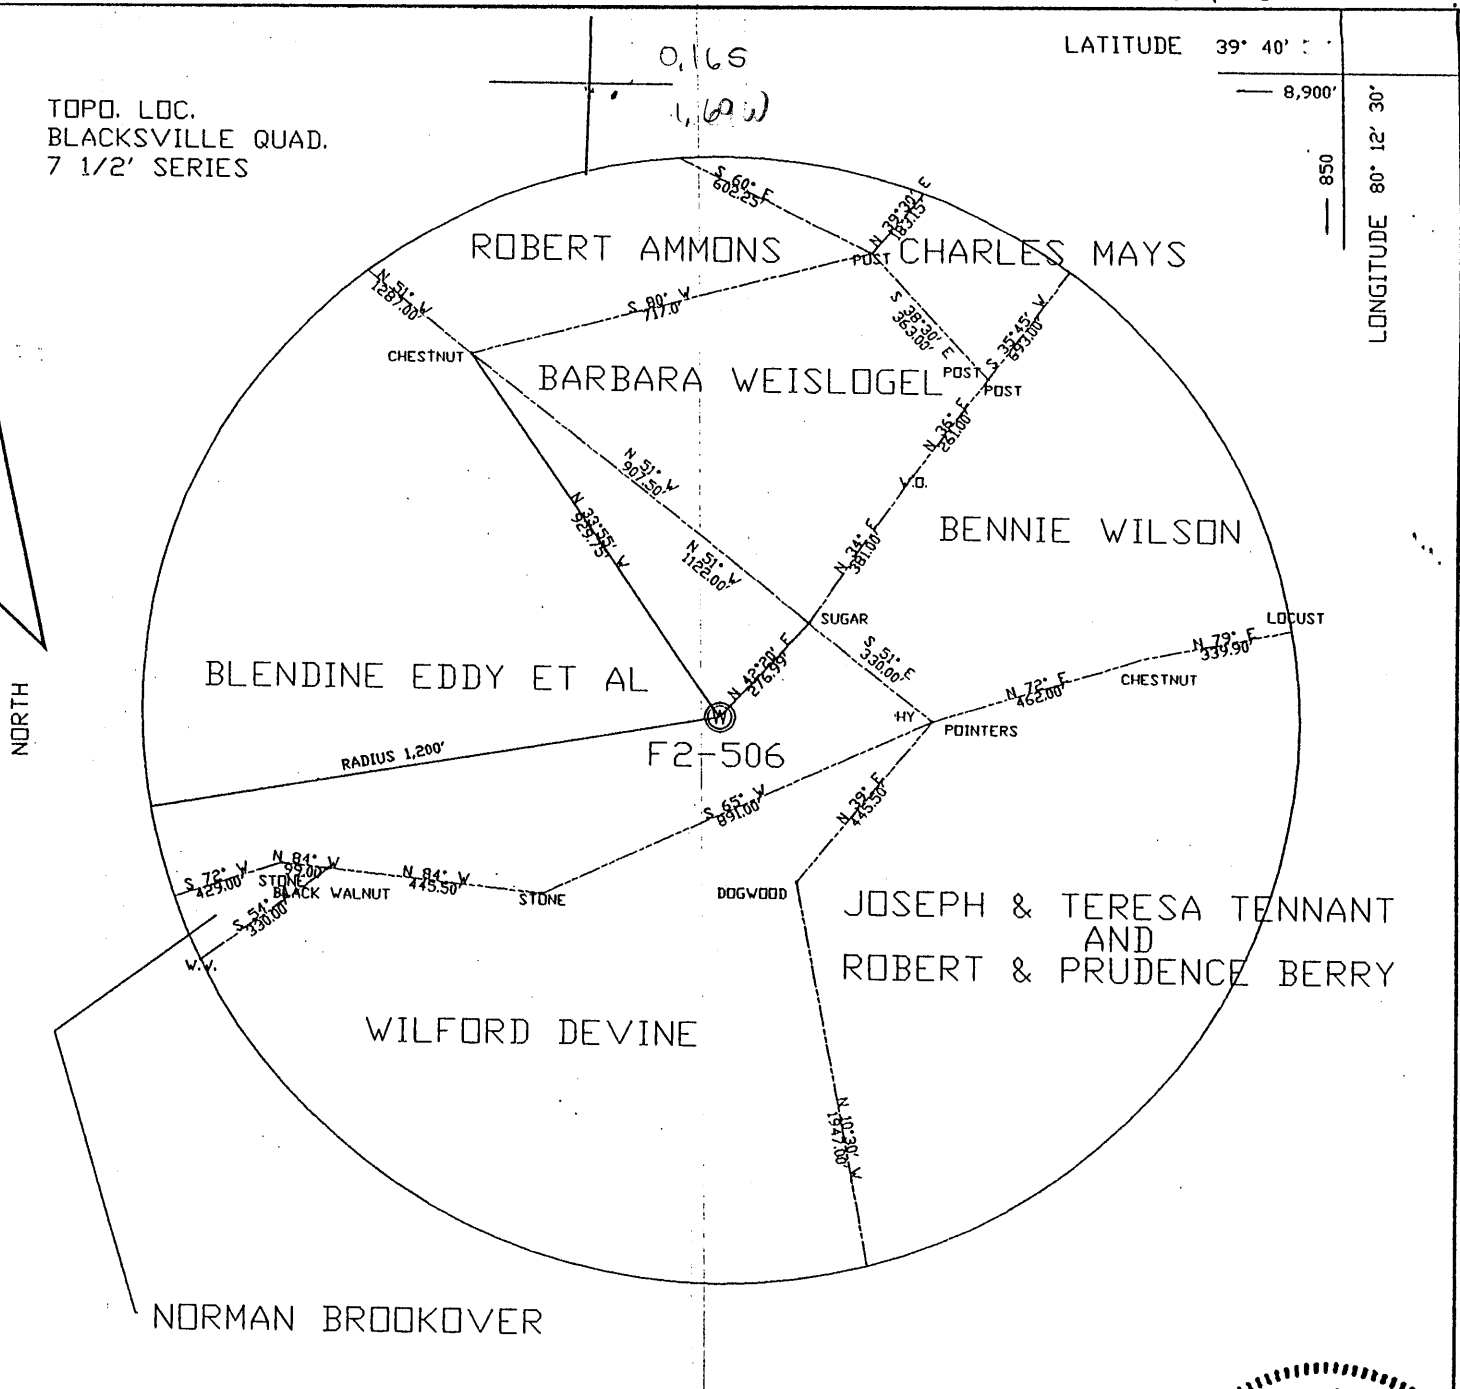 LATITUDE 39° 40'
8,900'
850
LONGITUDE 80° 12' 30"
0.16S
1.69W
TOPO. LOC.
BLACKSVILLE QUAD.
7 1/2' SERIES
S 60° E
602.25'
N 39°30' E
183.15'
ROBERT AMMONS
POST
CHARLES MAYS
N 51° W
1287.00'
S 80° W
717.0'
S 38°30' E
363.00'
S 35°45' W
693.00'
CHESTNUT
BARBARA WEISLOGEL
POST
POST
N 36° E
261.00'
N 51° W
907.50'
W.O.
N 33°55' W
929.75'
N 34° E
381.00'
BENNIE WILSON
N 51° W
1122.00'
SUGAR
LOCUST
S 51° E
330.00'
N 79° E
339.90'
BLENDINE EDDY ET AL
N 42°20' E
276.99'
N 72° E
462.00'
CHESTNUT
NORTH
W
HY
POINTERS
F2-506
RADIUS 1,200'
S 65° W
891.00'
N 39° E
445.50'
S 72° W
429.00'
N 84° W
99.00'
N 84° W
445.50'
STONE
BLACK WALNUT
STONE
DOGWOOD
S 54° W
330.00'
JOSEPH & TERESA TENNANT
AND
ROBERT & PRUDENCE BERRY
W.W.
WILFORD DEVINE
N 10°30' W
1947.00'
NORMAN BROOKOVER